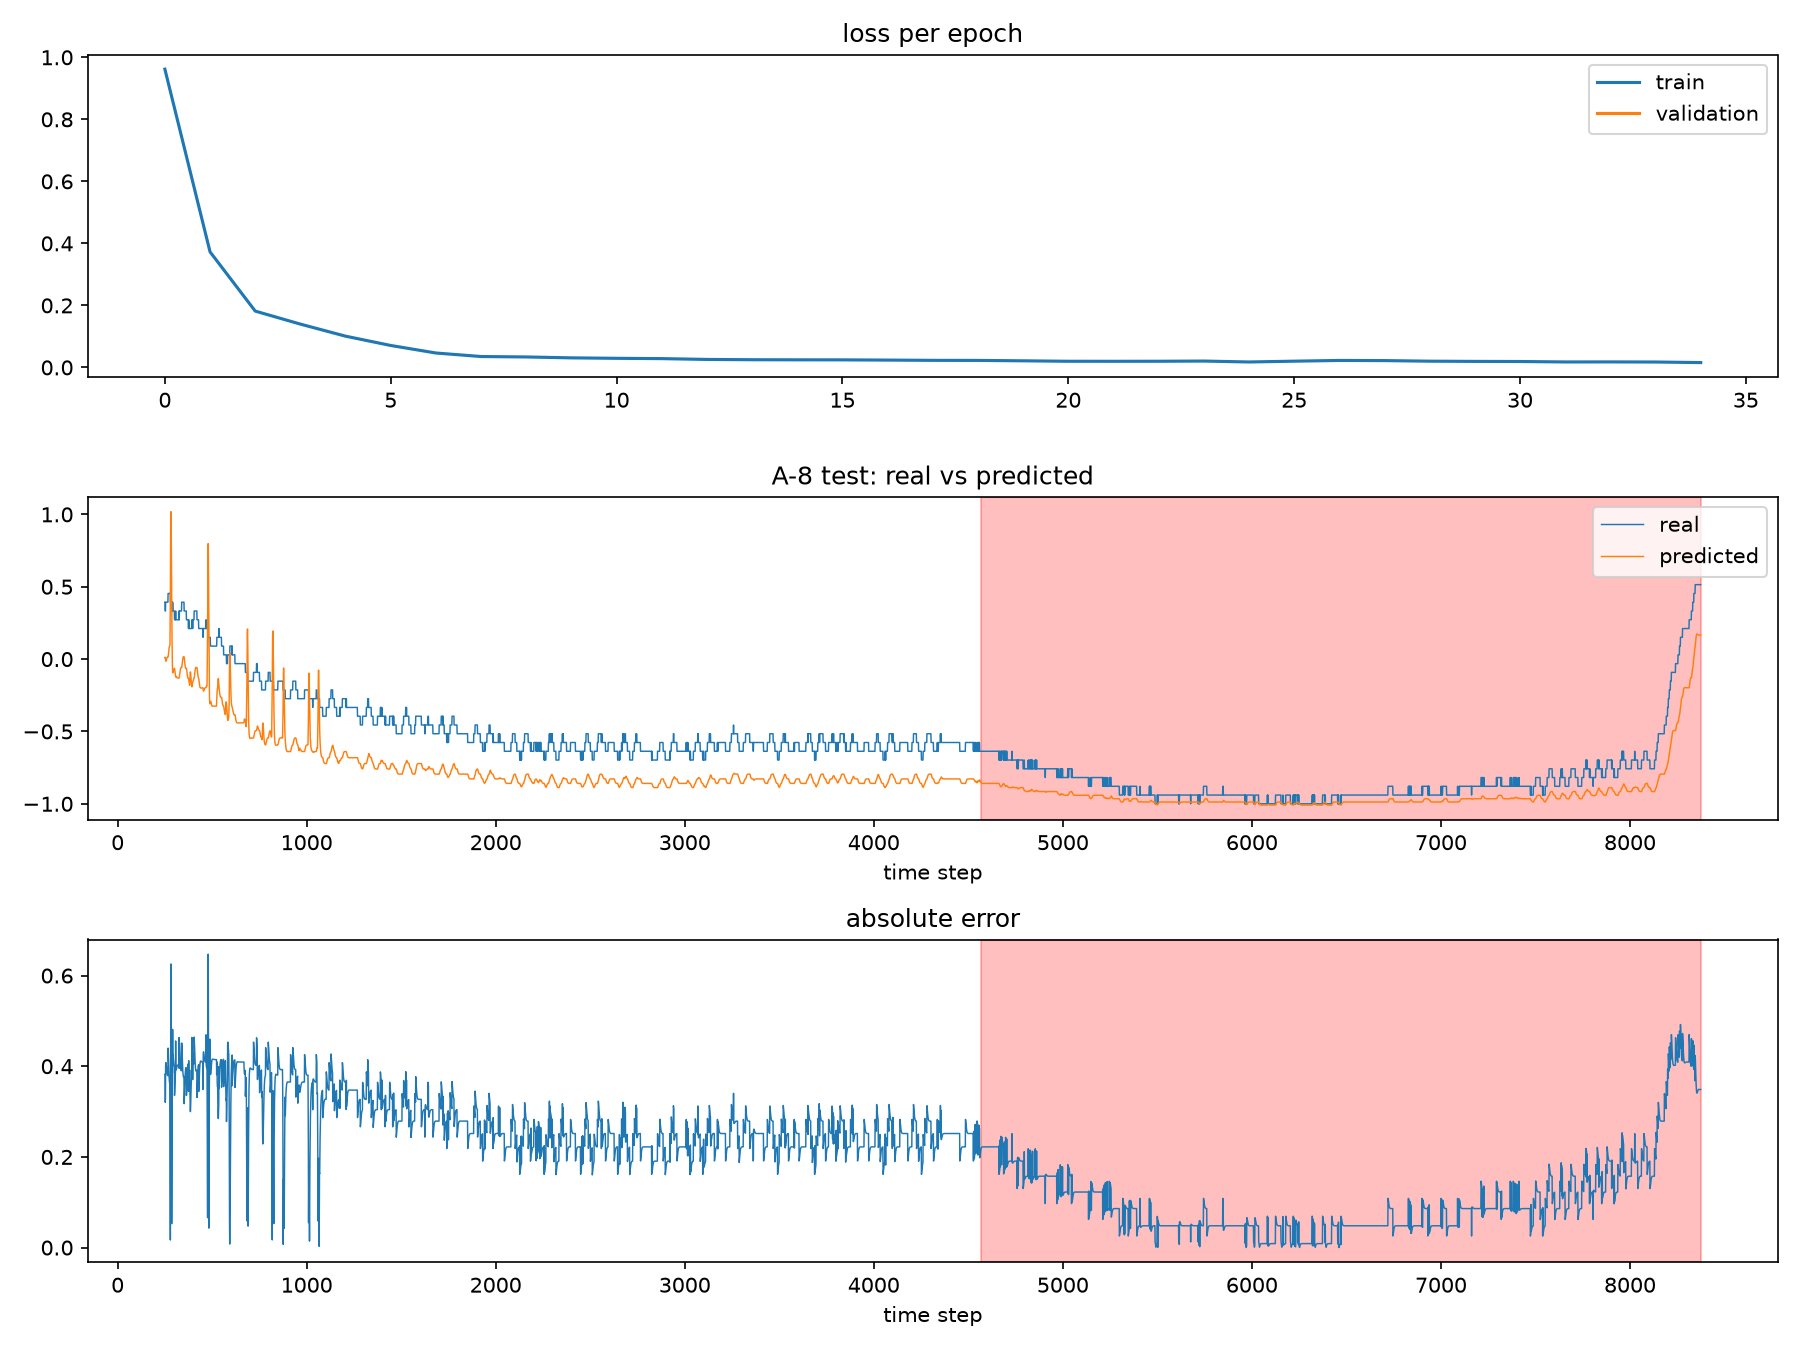 loss per epoch
1.0
0.8
0.6
0.4
0.2
0.0
train
validation
0 5 10 15 20 25 30 35
A-8 test: real vs predicted
1.0
0.5
0.0
−0.5
−1.0
real
predicted
0 1000 2000 3000 4000 5000 6000 7000 8000
time step
absolute error
0.6
0.4
0.2
0.0
0 1000 2000 3000 4000 5000 6000 7000 8000
time step